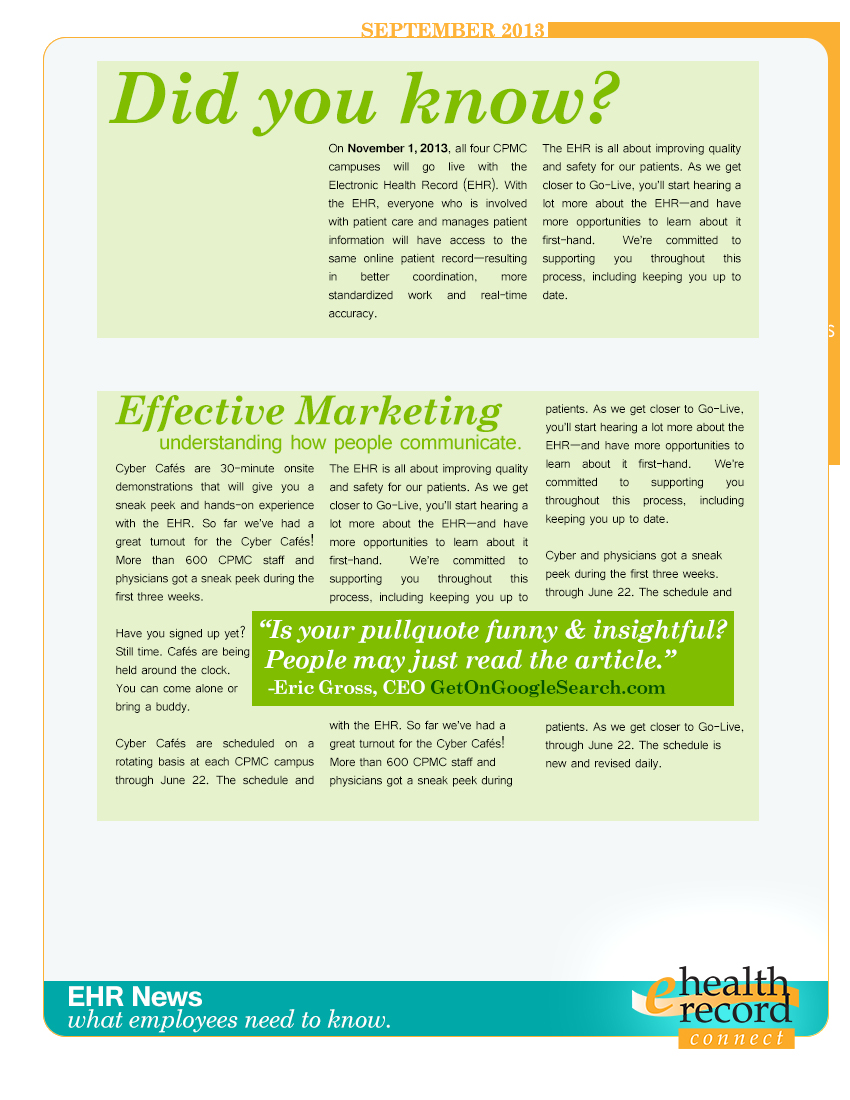 SEPTEMBER 2013
Did you know?
On November 1, 2013, all four CPMC
campuses will go live with the
Electronic Health Record (EHR). With
the EHR, everyone who is involved
with patient care and manages patient
information will have access to the
same online patient record—resulting
in better coordination, more
standardized work and real-time
accuracy.
The EHR is all about improving quality
and safety for our patients. As we get
closer to Go-Live, you'll start hearing a
lot more about the EHR—and have
more opportunities to learn about it
first-hand. We're committed to
supporting you throughout this
process, including keeping you up to
date.
S
Effective Marketing
understanding how people communicate.
Cyber Cafés are 30-minute onsite
demonstrations that will give you a
sneak peek and hands-on experience
with the EHR. So far we've had a
great turnout for the Cyber Cafés!
More than 600 CPMC staff and
physicians got a sneak peek during the
first three weeks.
Have you signed up yet?
Still time. Cafés are being
held around the clock.
You can come alone or
bring a buddy.
Cyber Cafés are scheduled on a
rotating basis at each CPMC campus
through June 22. The schedule and
The EHR is all about improving quality
and safety for our patients. As we get
closer to Go-Live, you'll start hearing a
lot more about the EHR—and have
more opportunities to learn about it
first-hand. We're committed to
supporting you throughout this
process, including keeping you up to
"Is your pullquote funny & insightful?
People may just read the article."
-Eric Gross, CEO GetOnGoogleSearch.com
with the EHR. So far we've had a
great turnout for the Cyber Cafés!
More than 600 CPMC staff and
physicians got a sneak peek during
patients. As we get closer to Go-Live,
you'll start hearing a lot more about the
EHR—and have more opportunities to
learn about it first-hand. We're
committed to supporting you
throughout this process, including
keeping you up to date.
Cyber and physicians got a sneak
peek during the first three weeks.
through June 22. The schedule and
patients. As we get closer to Go-Live,
through June 22. The schedule is
new and revised daily.
EHR News
what employees need to know.
ehealth
record
connect